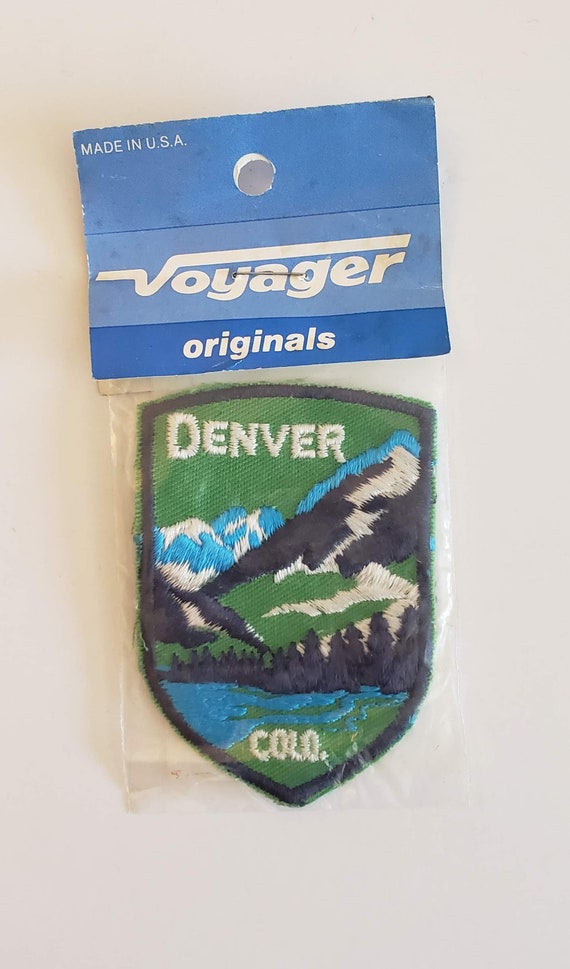 MADE IN U.S.A.
Voyager
originals
DENVER
COLO.